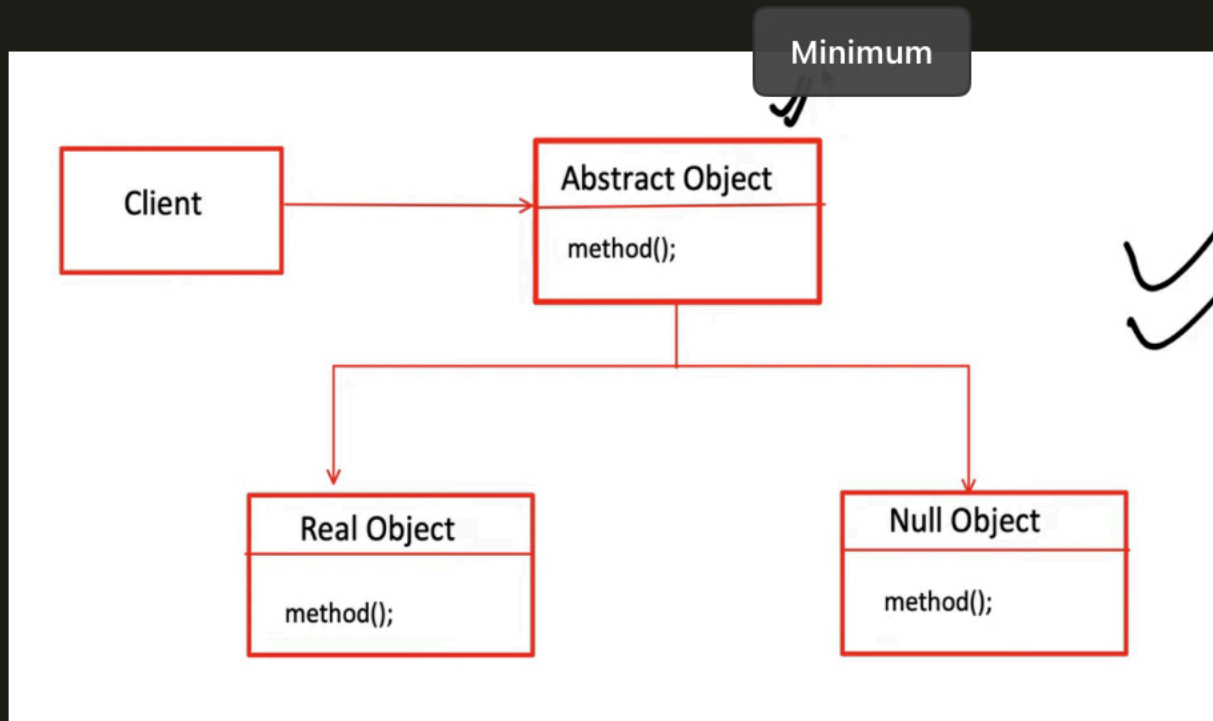 Minimum
Client
Abstract Object
method();
Real Object
method();
Null Object
method();